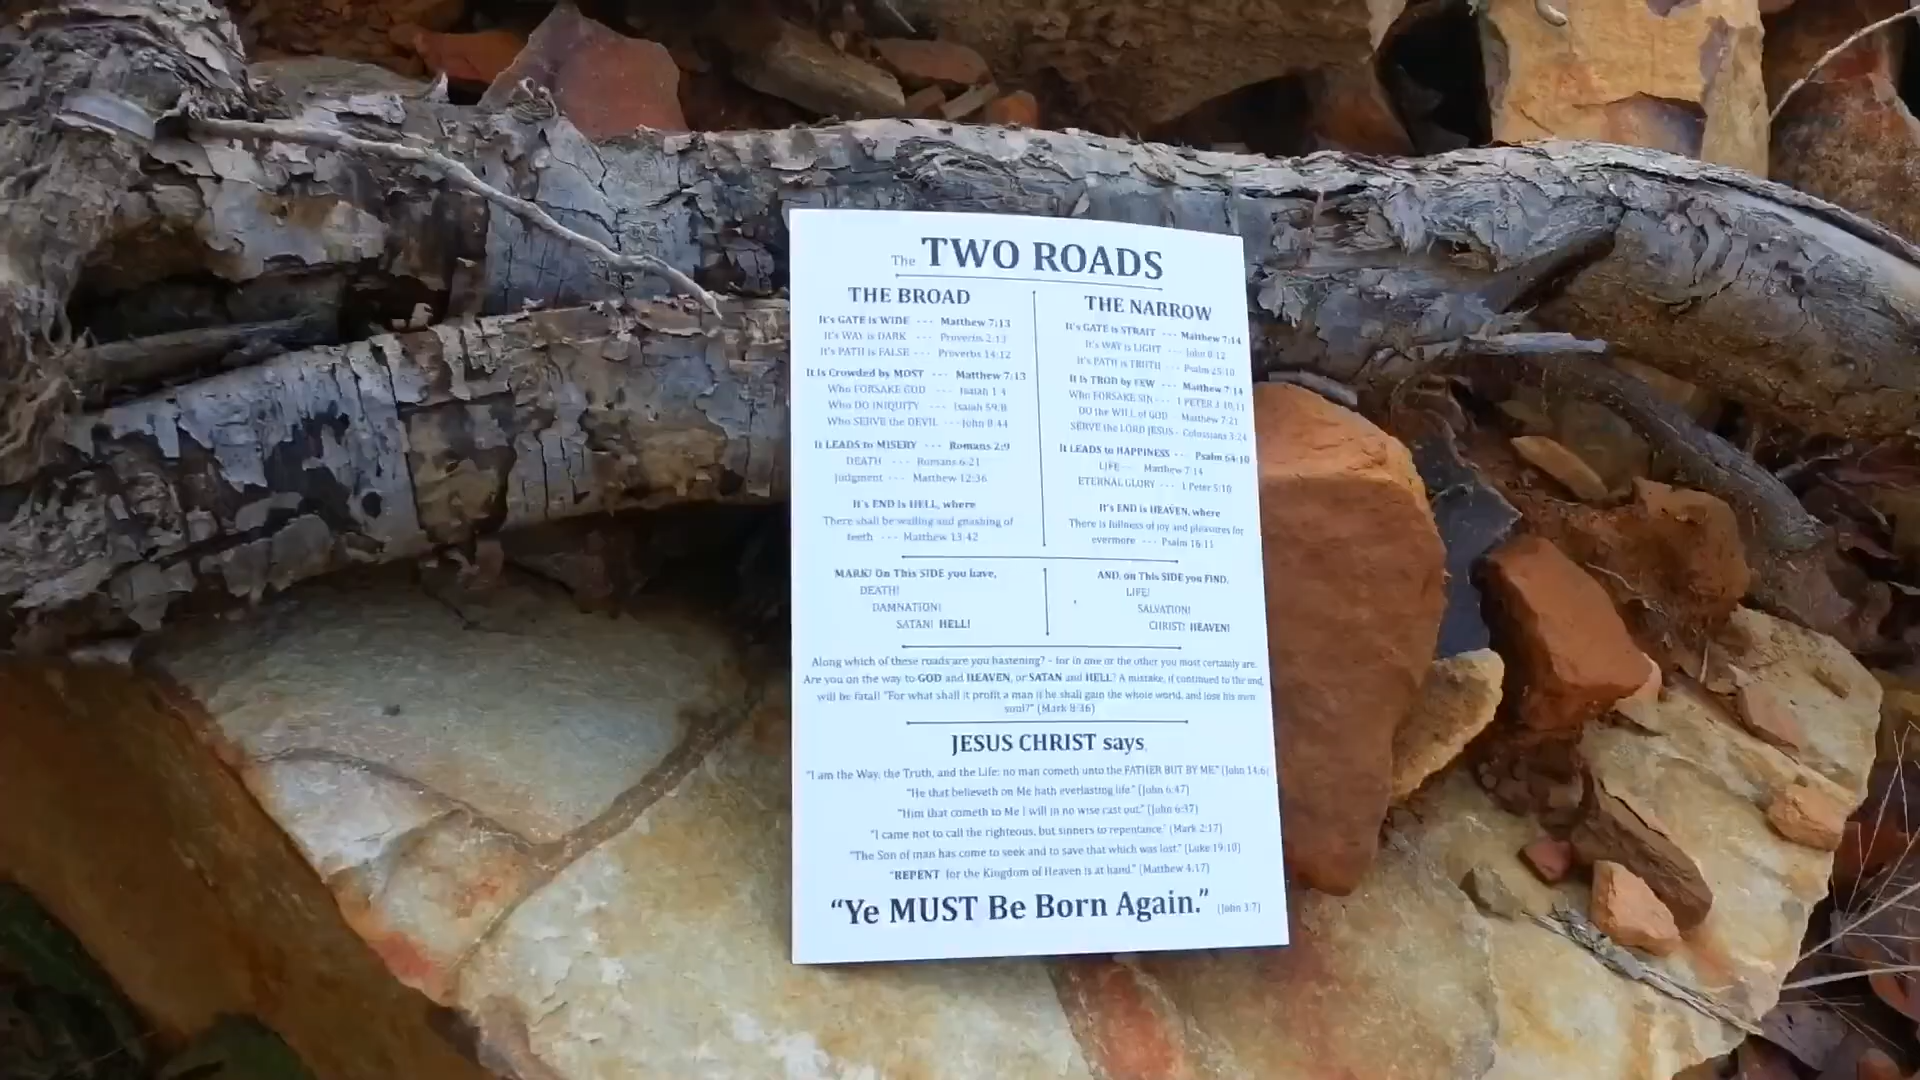 The TWO ROADS
THE BROAD
It's GATE is WIDE --- Matthew 7:13
It's WAY is DARK --- Proverbs 2:13
It's PATH is FALSE --- Proverbs 14:12
It is Crowded by MOST --- Matthew 7:13
Who FORSAKE GOD --- Isaiah 1:4
Who DO INIQUITY --- Isaiah 59:8
Who SERVE the DEVIL --- John 8:44
It LEADS to MISERY --- Romans 2:9
DEATH --- Romans 6:21
Judgment --- Matthew 12:36
It's END is HELL, where
There shall be wailing and gnashing of
teeth --- Matthew 13:42
THE NARROW
It's GATE is STRAIT --- Matthew 7:14
It's WAY is LIGHT --- John 8:12
It's PATH is TRUTH --- Psalm 25:10
It is TROD by FEW --- Matthew 7:14
Who FORSAKE SIN --- 1 PETER 3:10,11
DO the WILL of GOD --- Matthew 7:21
SERVE the LORD JESUS - Colossians 3:24
It LEADS to HAPPINESS --- Psalm 64:10
LIFE --- Matthew 7:14
ETERNAL GLORY --- 1 Peter 5:10
It's END is HEAVEN, where
There is fullness of joy and pleasures for
evermore --- Psalm 16:11
MARK! On This SIDE you have,
DEATH!
DAMNATION!
SATAN! HELL!
AND, on This SIDE you FIND,
LIFE!
SALVATION!
CHRIST! HEAVEN!
Along which of these roads are you hastening? - for in one or the other you most certainly are.
Are you on the way to GOD and HEAVEN, or SATAN and HELL? A mistake, if continued to the end,
will be fatal! "For what shall it profit a man if he shall gain the whole world, and lose his own
soul?" (Mark 8:36)
JESUS CHRIST says,
"I am the Way, the Truth, and the Life: no man cometh unto the FATHER BUT BY ME." (John 14:6)
"He that believeth on Me hath everlasting life." (John 6:47)
"Him that cometh to Me I will in no wise cast out." (John 6:37)
"I came not to call the righteous, but sinners to repentance." (Mark 2:17)
"The Son of man has come to seek and to save that which was lost." (Luke 19:10)
"REPENT for the Kingdom of Heaven is at hand." (Matthew 4:17)
"Ye MUST Be Born Again." (John 3:7)